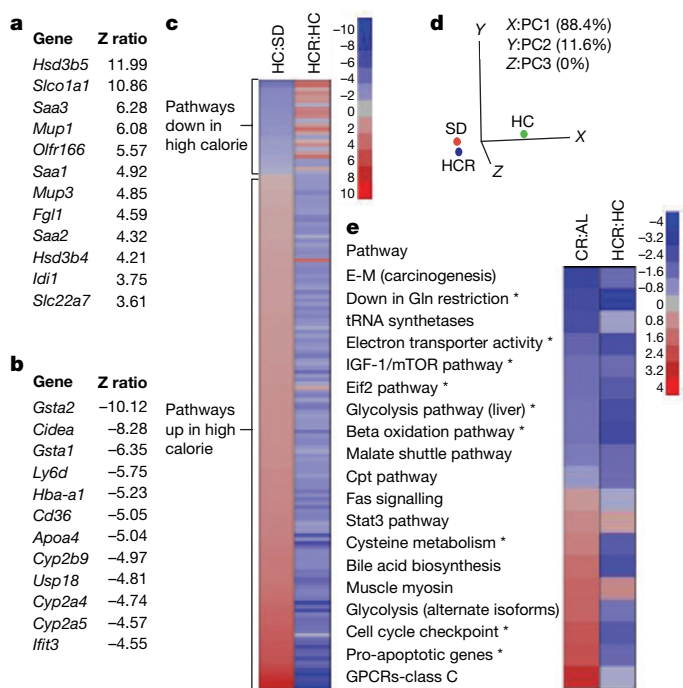 a
Gene Z ratio
Hsd3b5 11.99
Slco1a1 10.86
Saa3 6.28
Mup1 6.08
Olfr166 5.57
Saa1 4.92
Mup3 4.85
Fgl1 4.59
Saa2 4.32
Hsd3b4 4.21
Idi1 3.75
Slc22a7 3.61
b
Gene Z ratio
Gsta2 −10.12
Cidea −8.28
Gsta1 −6.35
Ly6d −5.75
Hba-a1 −5.23
Cd36 −5.05
Apoa4 −5.04
Cyp2b9 −4.97
Usp18 −4.81
Cyp2a4 −4.74
Cyp2a5 −4.57
Ifit3 −4.55
c
HC:SD
HCR:HC
Pathways
down in
high calorie
Pathways
up in high
calorie
−10
−8
−6
−4
−2
0
2
4
6
8
10
d
X:PC1 (88.4%)
Y:PC2 (11.6%)
Z:PC3 (0%)
Y
SD
HCR
HC
X
Z
e
CR:AL
HCR:HC
Pathway
E-M (carcinogenesis)
Down in Gln restriction *
tRNA synthetases
Electron transporter activity *
IGF-1/mTOR pathway *
Eif2 pathway *
Glycolysis pathway (liver) *
Beta oxidation pathway *
Malate shuttle pathway
Cpt pathway
Fas signalling
Stat3 pathway
Cysteine metabolism *
Bile acid biosynthesis
Muscle myosin
Glycolysis (alternate isoforms)
Cell cycle checkpoint *
Pro-apoptotic genes *
GPCRs-class C
−4
−3.2
−2.4
−1.6
−0.8
0
0.8
1.6
2.4
3.2
4